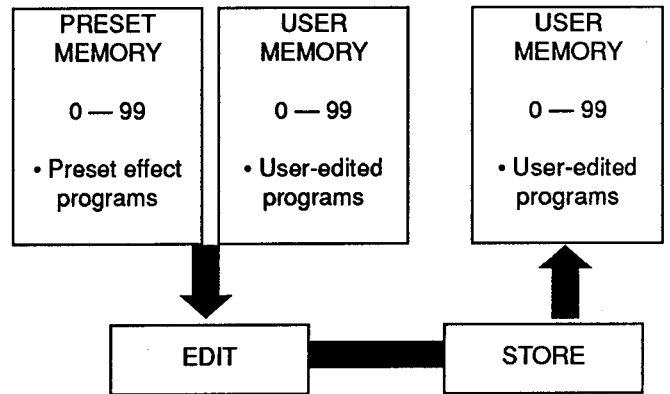 PRESET
MEMORY
0 — 99
• Preset effect
programs
USER
MEMORY
0 — 99
• User-edited
programs
USER
MEMORY
0 — 99
• User-edited
programs
EDIT
STORE